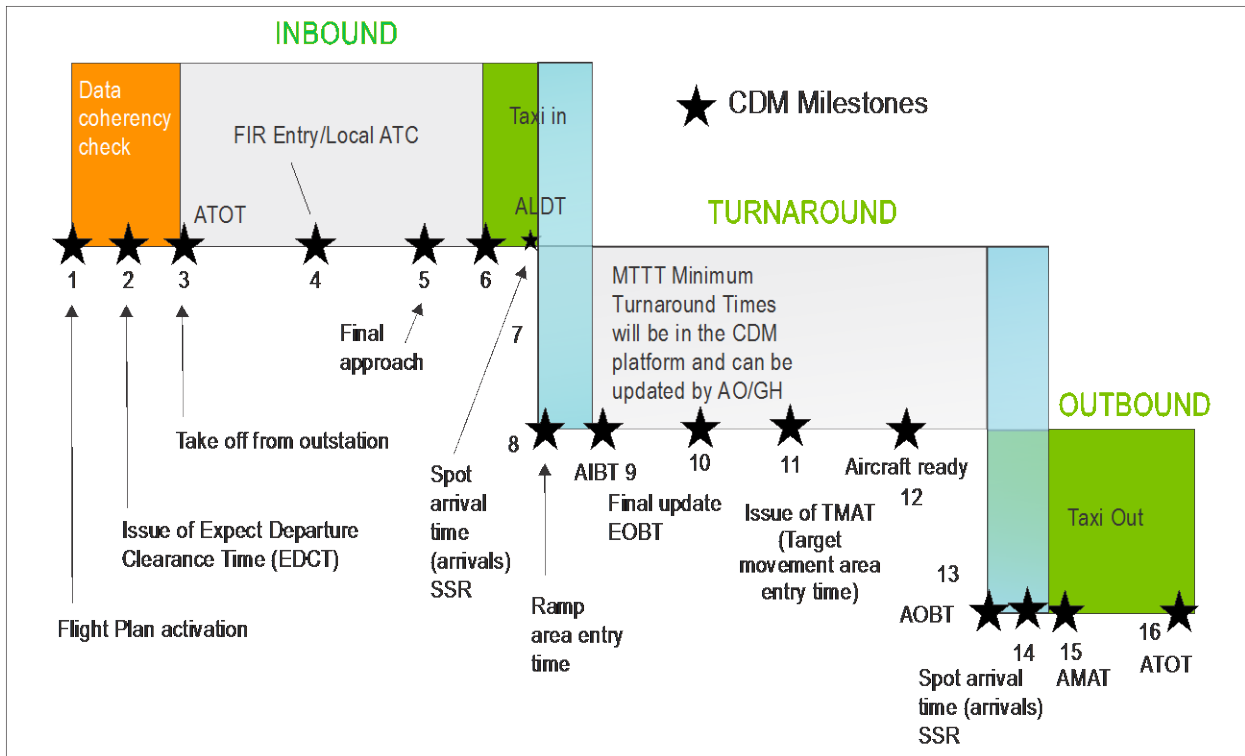 INBOUND
Data
coherency
check
FIR Entry/Local ATC
Taxi in
CDM Milestones
ATOT
ALDT
TURNAROUND
1
2
3
4
5
6
7
Final
approach
MTTT Minimum
Turnaround Times
will be in the CDM
platform and can be
updated by AO/GH
OUTBOUND
Take off from outstation
8
Spot
arrival
time
(arrivals)
SSR
AIBT 9
10
11
Aircraft ready
12
Final update
EOBT
Issue of TMAT
(Target
movement area
entry time)
Issue of Expect Departure
Clearance Time (EDCT)
Taxi Out
13
Ramp
area entry
time
Flight Plan activation
AOBT
14
15
16
AMAT
ATOT
Spot arrival
time (arrivals)
SSR